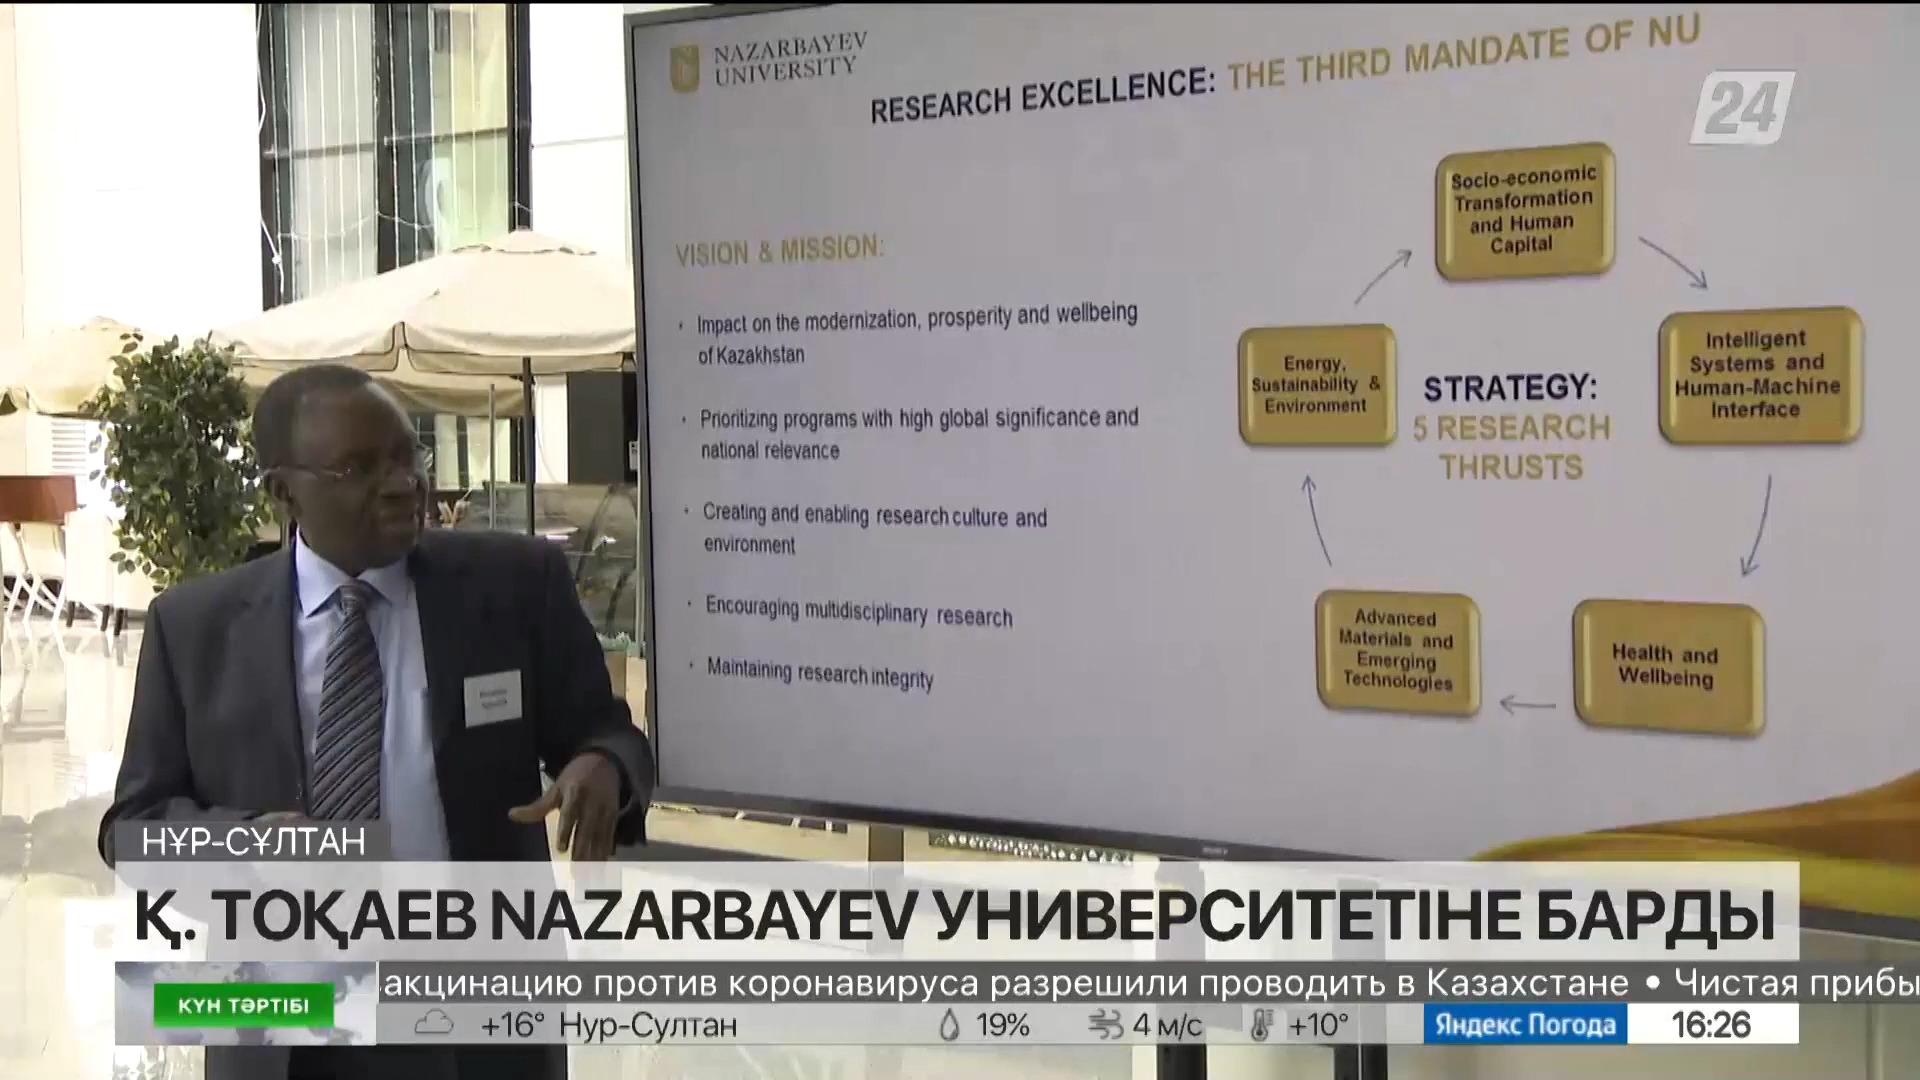 NAZARBAYEV
UNIVERSITY
RESEARCH EXCELLENCE: THE THIRD MANDATE OF NU
24
VISION & MISSION:
• Impact on the modernization, prosperity and wellbeing
of Kazakhstan
• Prioritizing programs with high global significance and
national relevance
• Creating and enabling research culture and
environment
• Encouraging multidisciplinary research
• Maintaining research integrity
Socio-economic
Transformation
and Human
Capital
Intelligent
Systems and
Human-Machine
Interface
Energy,
Sustainability &
Environment
STRATEGY:
5 RESEARCH
THRUSTS
Advanced
Materials and
Emerging
Technologies
Health and
Wellbeing
НҰР-СҰЛТАН
Қ. ТОҚАЕВ NAZARBAYEV УНИВЕРСИТЕТІНЕ БАРДЫ
КҮН ТӘРТІБІ
акцинацию против коронавируса разрешили проводить в Казахстане • Чистая прибы
+16° Нур-Султан 19% 4 м/с +10° Яндекс Погода 16:26